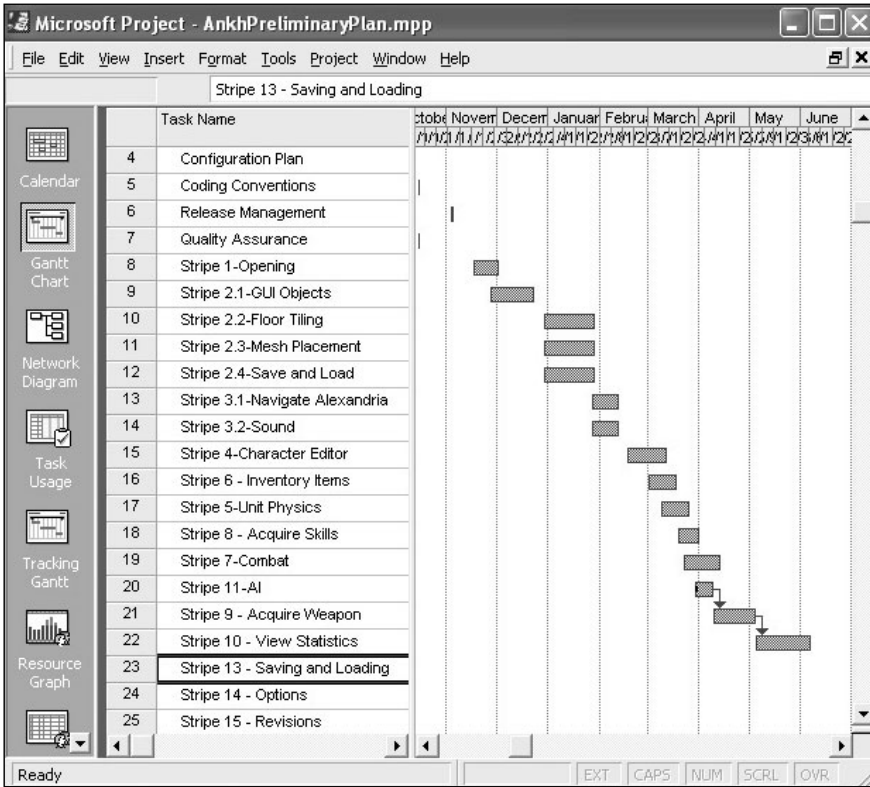 Microsoft Project - AnkhPreliminaryPlan.mpp
File Edit View Insert Format Tools Project Window Help
Stripe 13 - Saving and Loading
Task Name
Novem Decem Januar Februa March April May June
4 Configuration Plan
5 Coding Conventions
6 Release Management
7 Quality Assurance
8 Stripe 1-Opening
9 Stripe 2.1-GUI Objects
10 Stripe 2.2-Floor Tiling
11 Stripe 2.3-Mesh Placement
12 Stripe 2.4-Save and Load
13 Stripe 3.1-Navigate Alexandria
14 Stripe 3.2-Sound
15 Stripe 4-Character Editor
16 Stripe 6 - Inventory Items
17 Stripe 5-Unit Physics
18 Stripe 8 - Acquire Skills
19 Stripe 7-Combat
20 Stripe 11-AI
21 Stripe 9 - Acquire Weapon
22 Stripe 10 - View Statistics
23 Stripe 13 - Saving and Loading
24 Stripe 14 - Options
25 Stripe 15 - Revisions
Calendar
Gantt
Chart
Network
Diagram
Task
Usage
Tracking
Gantt
Resource
Graph
Ready
EXT CAPS NUM SCRL OVR